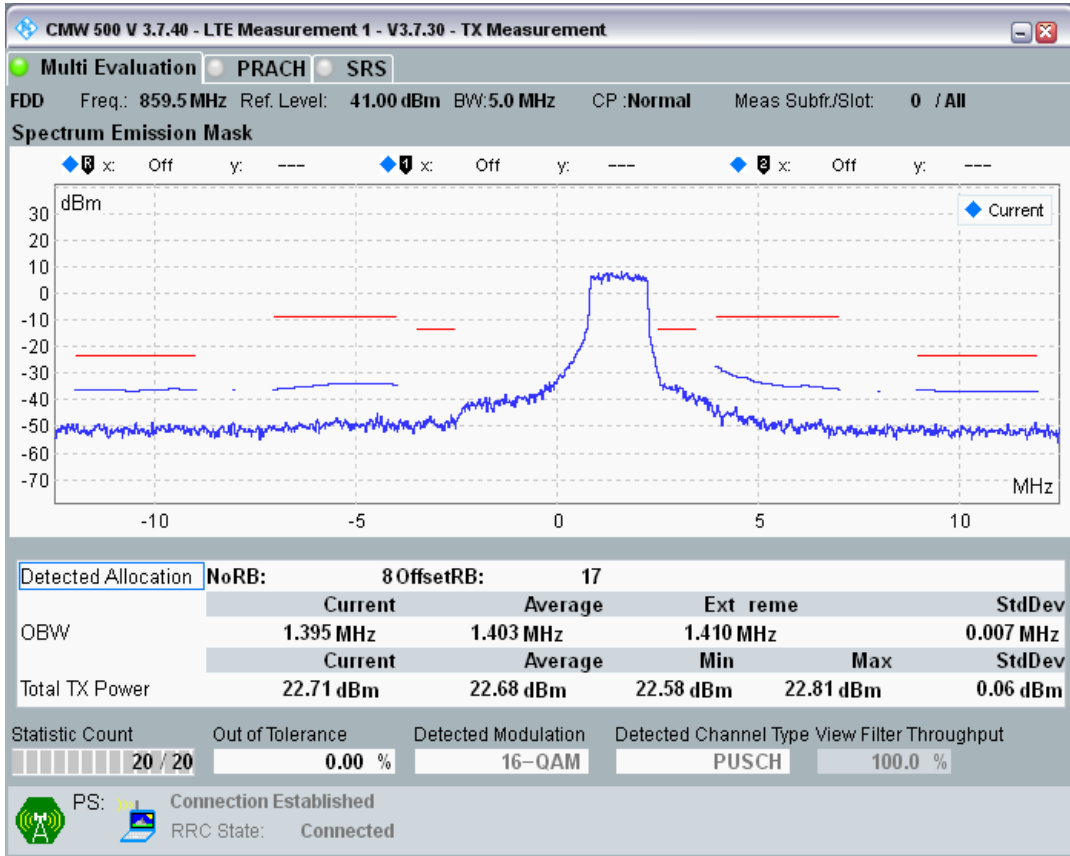 CMW 500 V 3.7.40 - LTE Measurement 1 - V3.7.30 - TX Measurement
Multi Evaluation PRACH SRS
FDD Freq.: 859.5 MHz Ref. Level: 41.00 dBm BW: 5.0 MHz CP : Normal Meas Subfr./Slot: 0 / All
Spectrum Emission Mask
R x: Off y: --- 1 x: Off y: --- 2 x: Off y: ---
dBm
Current
30
20
10
0
-10
-20
-30
-40
-50
-60
-70
MHz
-10 -5 0 5 10
Detected Allocation NoRB: 8 OffsetRB: 17
Current Average Ext reme StdDev
OBW 1.395 MHz 1.403 MHz 1.410 MHz 0.007 MHz
Current Average Min Max StdDev
Total TX Power 22.71 dBm 22.68 dBm 22.58 dBm 22.81 dBm 0.06 dBm
Statistic Count Out of Tolerance Detected Modulation Detected Channel Type View Filter Throughput
20 / 20 0.00 % 16-QAM PUSCH 100.0 %
PS: Connection Established
RRC State: Connected